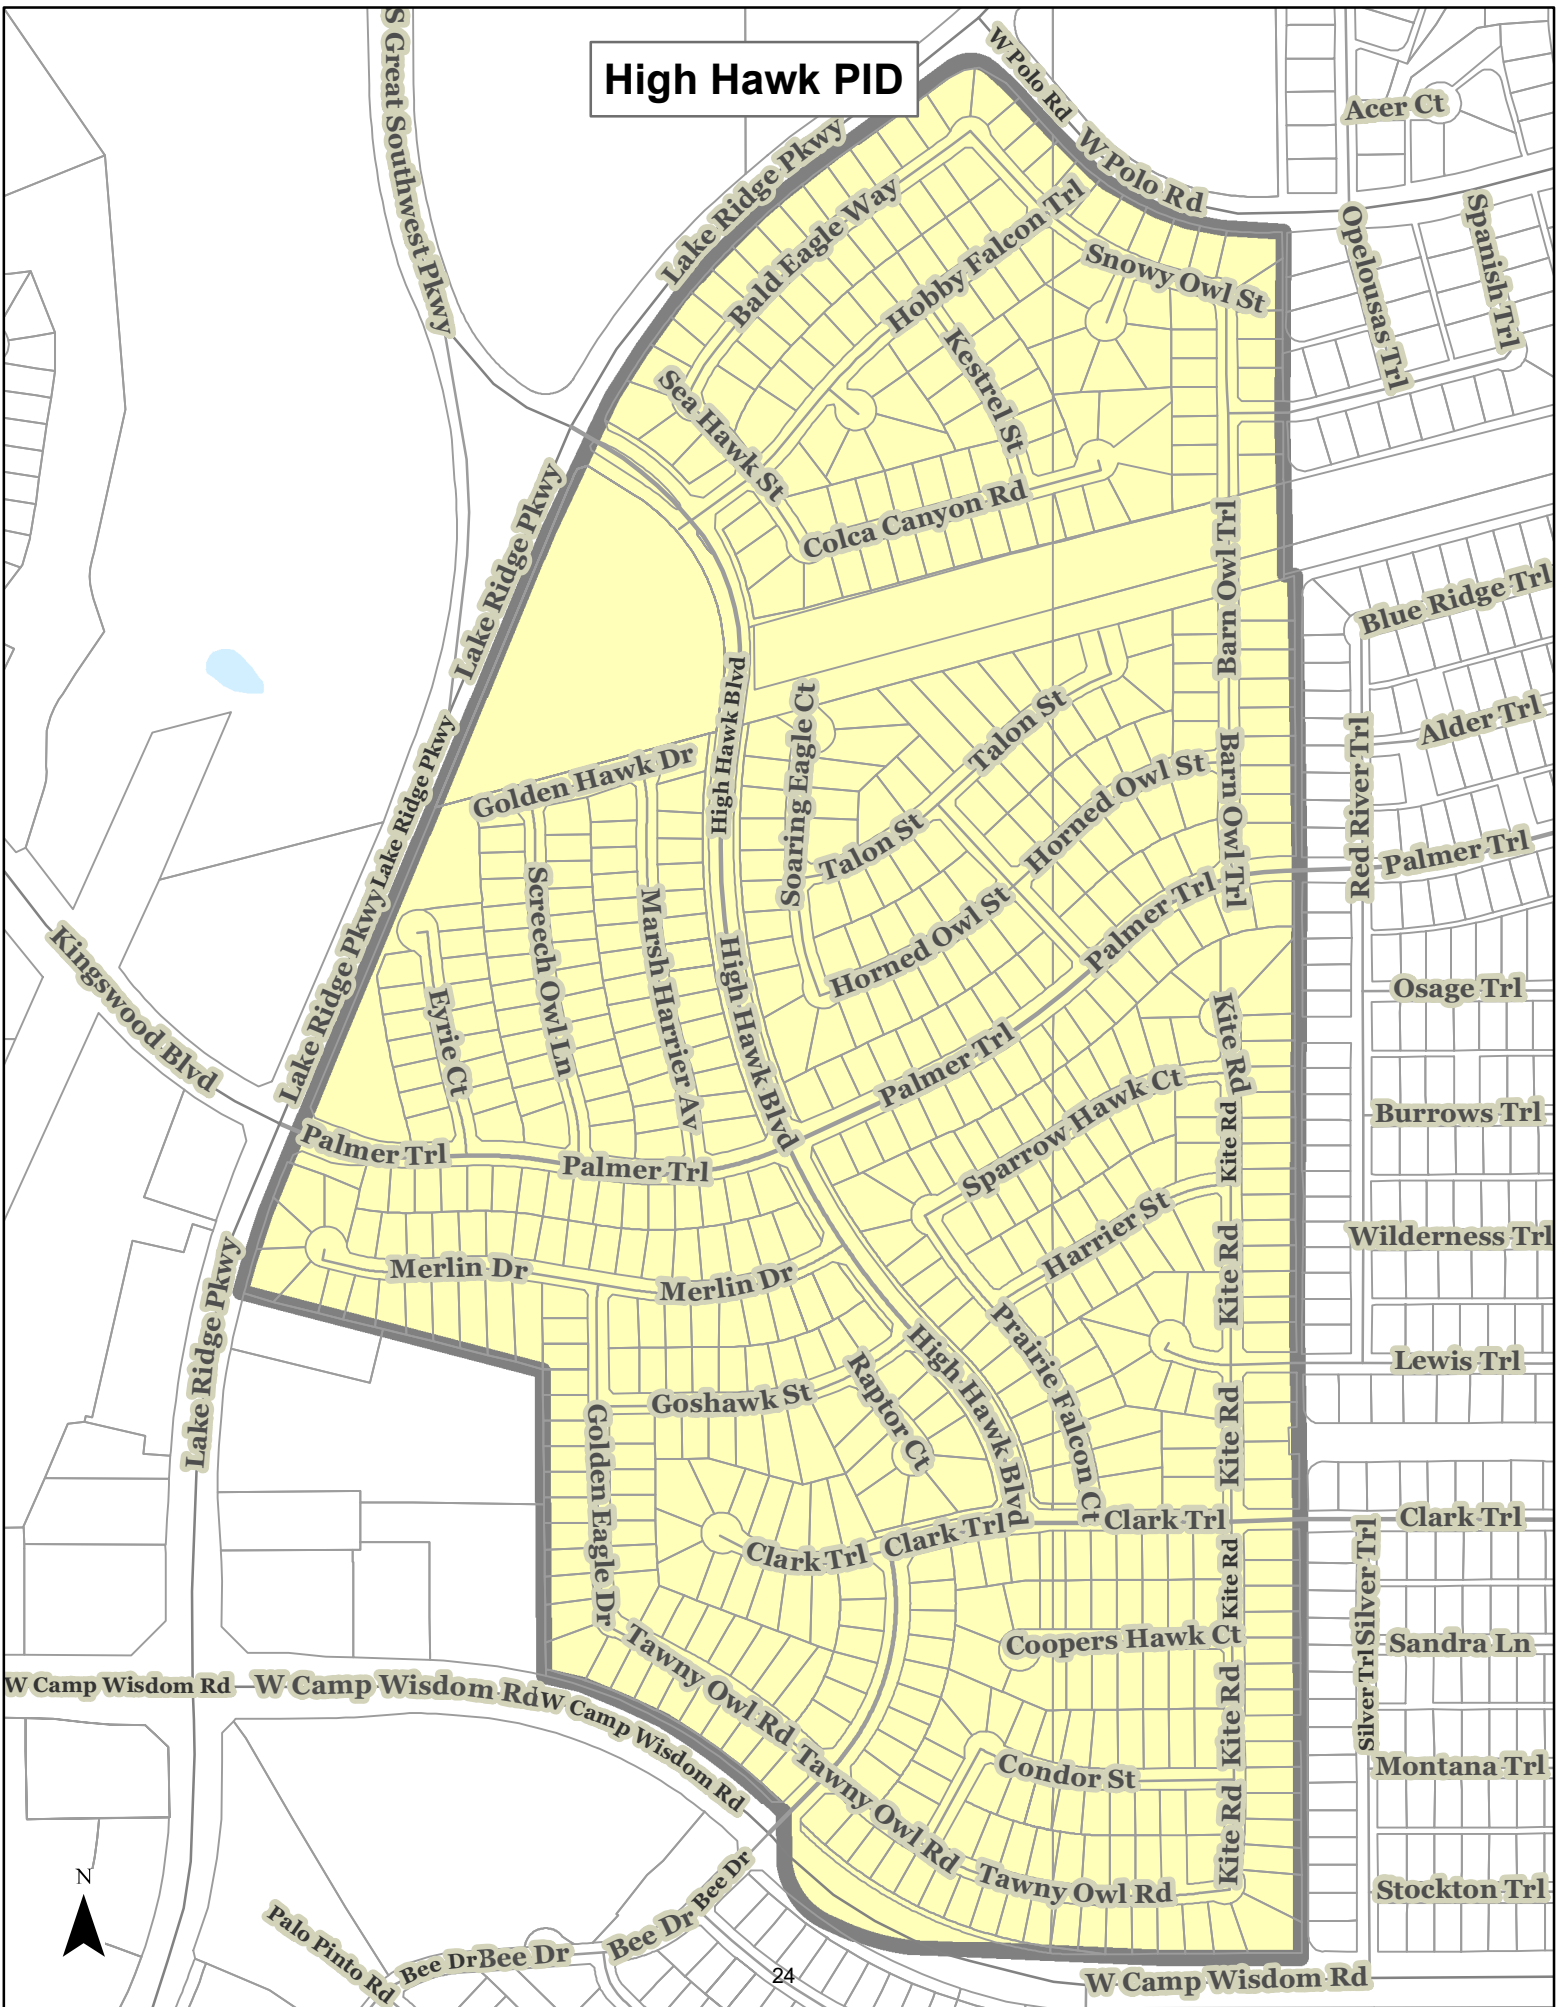 High Hawk PID
S Great Southwest Pkwy
W Polo Rd
W Polo Rd
Acer Ct
Lake Ridge Pkwy
Bald Eagle Way
Hobby Falcon Trl
Snowy Owl St
Opelousas Trl
Spanish Trl
Kestrel St
Sea Hawk St
Colca Canyon Rd
Lake Ridge Pkwy
Barn Owl Trl
Blue Ridge Trl
High Hawk Blvd
Soaring Eagle Ct
Talon St
Alder Trl
Red River Trl
Lake Ridge Pkwy
Golden Hawk Dr
Barn Owl Trl
Horned Owl St
Talon St
Palmer Trl
Palmer Trl
Horned Owl St
Screech Owl Ln
Marsh Harrier Av
High Hawk Blvd
Lake Ridge Pkwy
Kingswood Blvd
Eyrie Ct
Osage Trl
Kite Rd
Palmer Trl
Sparrow Hawk Ct
Burrows Trl
Kite Rd
Palmer Trl
Palmer Trl
Harrier St
Wilderness Trl
Merlin Dr
Merlin Dr
Kite Rd
Lake Ridge Pkwy
Prairie Falcon Ct
High Hawk Blvd
Raptor Ct
Lewis Trl
Goshawk St
Kite Rd
Golden Eagle Dr
Clark Trl
Clark Trl
Clark Trl
Clark Trl
Silver Trl
Kite Rd
Coopers Hawk Ct
Sandra Ln
Tawny Owl Rd
W Camp Wisdom Rd
W Camp Wisdom Rd
W Camp Wisdom Rd
Kite Rd
Silver Trl
Condor St
Montana Trl
Tawny Owl Rd
Kite Rd
Tawny Owl Rd
Stockton Trl
N
Bee Dr
Bee Dr
Bee Dr
Bee Dr
Palo Pinto Rd
24
W Camp Wisdom Rd